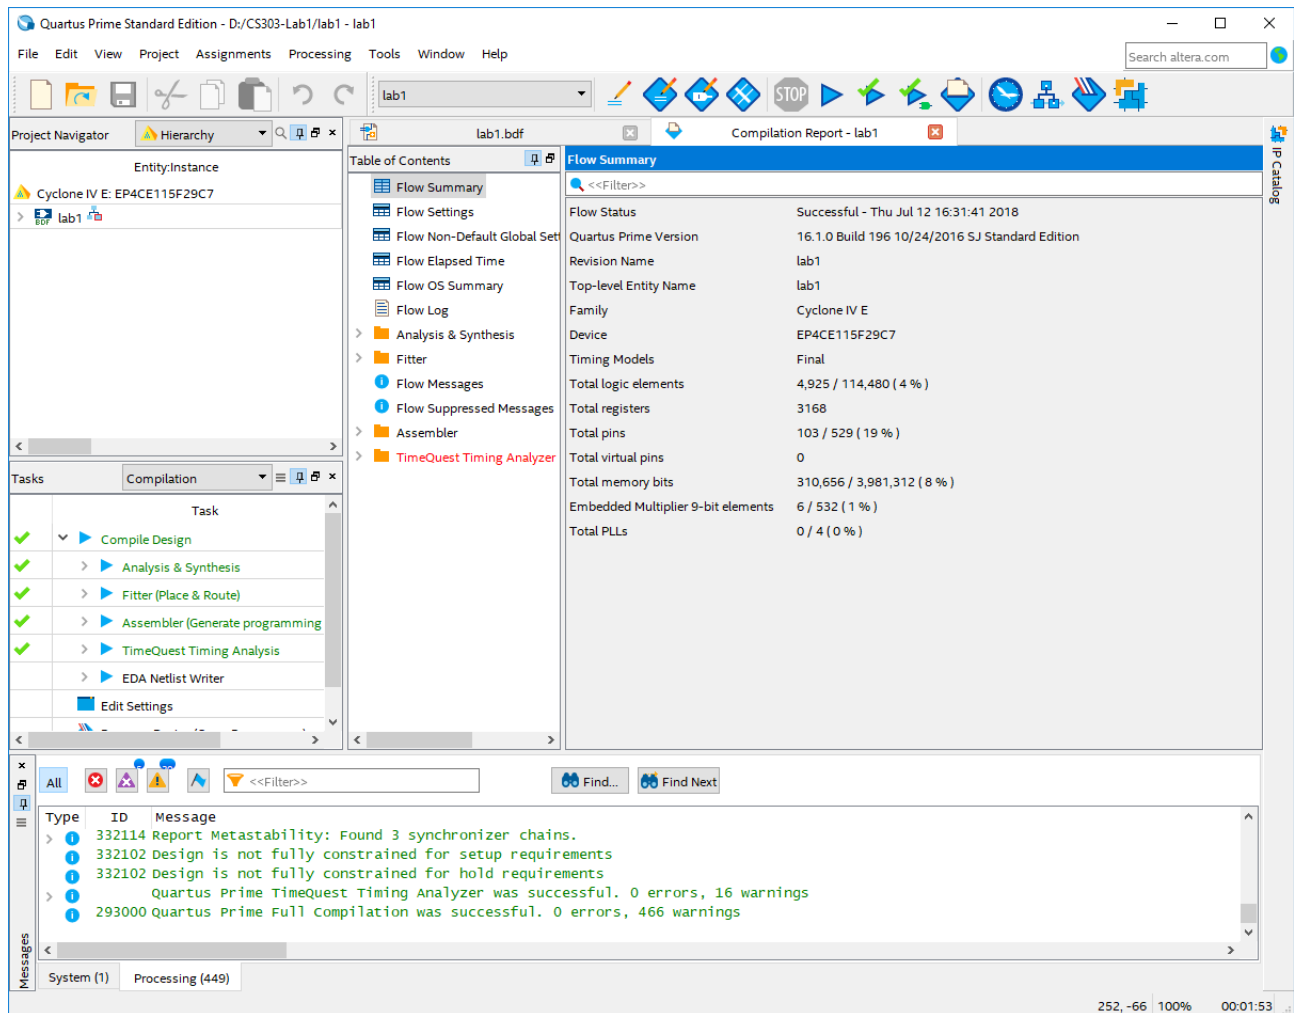 Quartus Prime Standard Edition - D:/CS303-Lab1/lab1 - lab1
File Edit View Project Assignments Processing Tools Window Help
Search altera.com
lab1
STOP
Project Navigator
Hierarchy
Entity:Instance
Cyclone IV E: EP4CE115F29C7
BDF lab1
Tasks
Compilation
Task
Compile Design
Analysis & Synthesis
Fitter (Place & Route)
Assembler (Generate programming
TimeQuest Timing Analysis
EDA Netlist Writer
Edit Settings
lab1.bdf
Compilation Report - lab1
Table of Contents
Flow Summary
Flow Settings
Flow Non-Default Global Sett
Flow Elapsed Time
Flow OS Summary
Flow Log
Analysis & Synthesis
Fitter
Flow Messages
Flow Suppressed Messages
Assembler
TimeQuest Timing Analyzer
Flow Summary
<<Filter>>
Flow Status Successful - Thu Jul 12 16:31:41 2018
Quartus Prime Version 16.1.0 Build 196 10/24/2016 SJ Standard Edition
Revision Name lab1
Top-level Entity Name lab1
Family Cyclone IV E
Device EP4CE115F29C7
Timing Models Final
Total logic elements 4,925 / 114,480 ( 4 % )
Total registers 3168
Total pins 103 / 529 ( 19 % )
Total virtual pins 0
Total memory bits 310,656 / 3,981,312 ( 8 % )
Embedded Multiplier 9-bit elements 6 / 532 ( 1 % )
Total PLLs 0 / 4 ( 0 % )
IP Catalog
All
<<Filter>>
Find...
Find Next
Type ID Message
332114 Report Metastability: Found 3 synchronizer chains.
332102 Design is not fully constrained for setup requirements
332102 Design is not fully constrained for hold requirements
Quartus Prime TimeQuest Timing Analyzer was successful. 0 errors, 16 warnings
293000 Quartus Prime Full Compilation was successful. 0 errors, 466 warnings
Messages
System (1)
Processing (449)
252, -66 100% 00:01:53